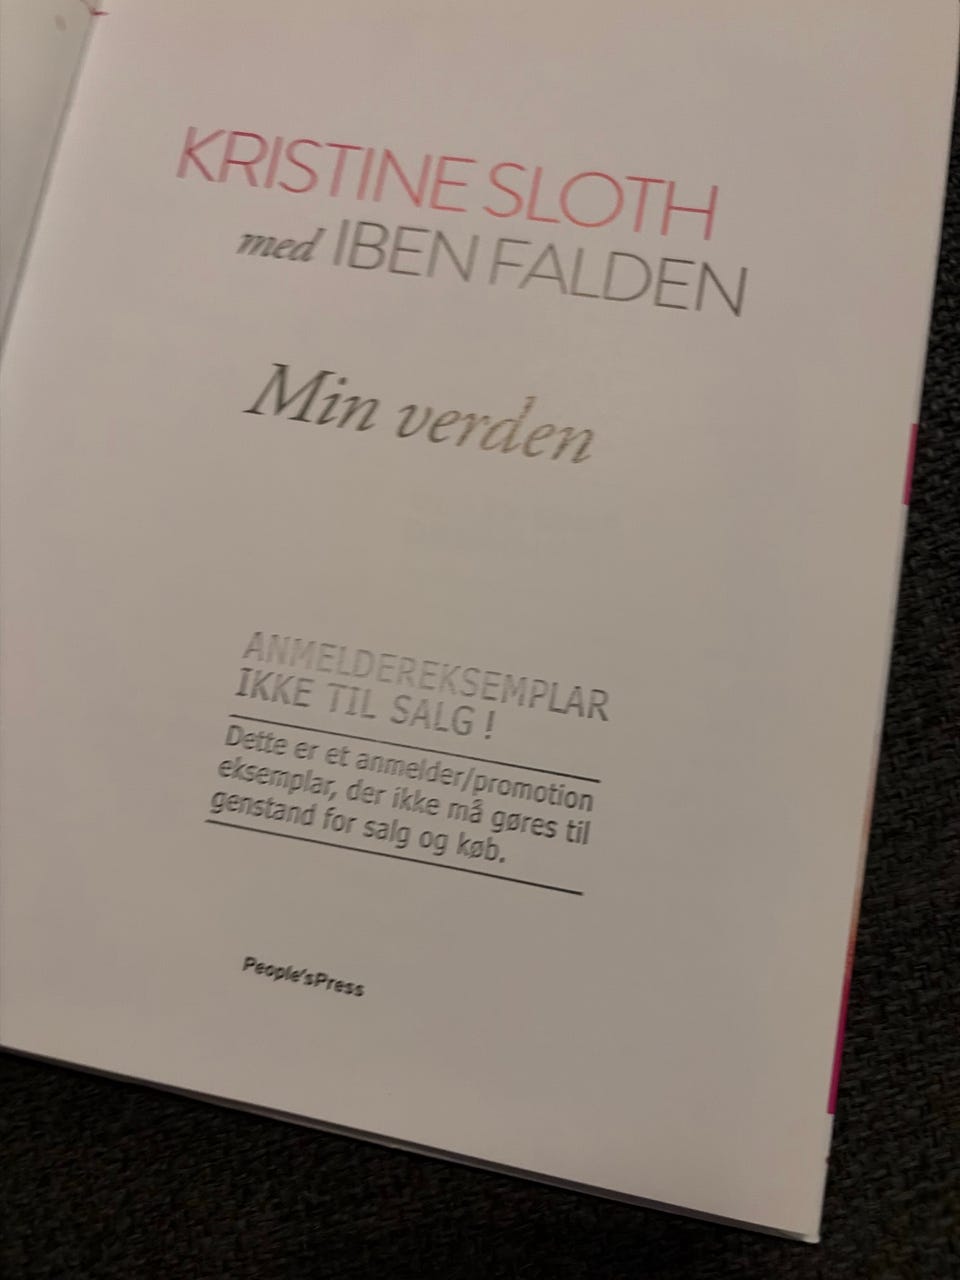 KRISTINE SLOTH
med IBEN FALDEN
Min verden
ANMELDEREKSEMPLAR
IKKE TIL SALG !
Dette er et anmelder/promotion
eksemplar, der ikke må gøres til
genstand for salg og køb.
People'sPress